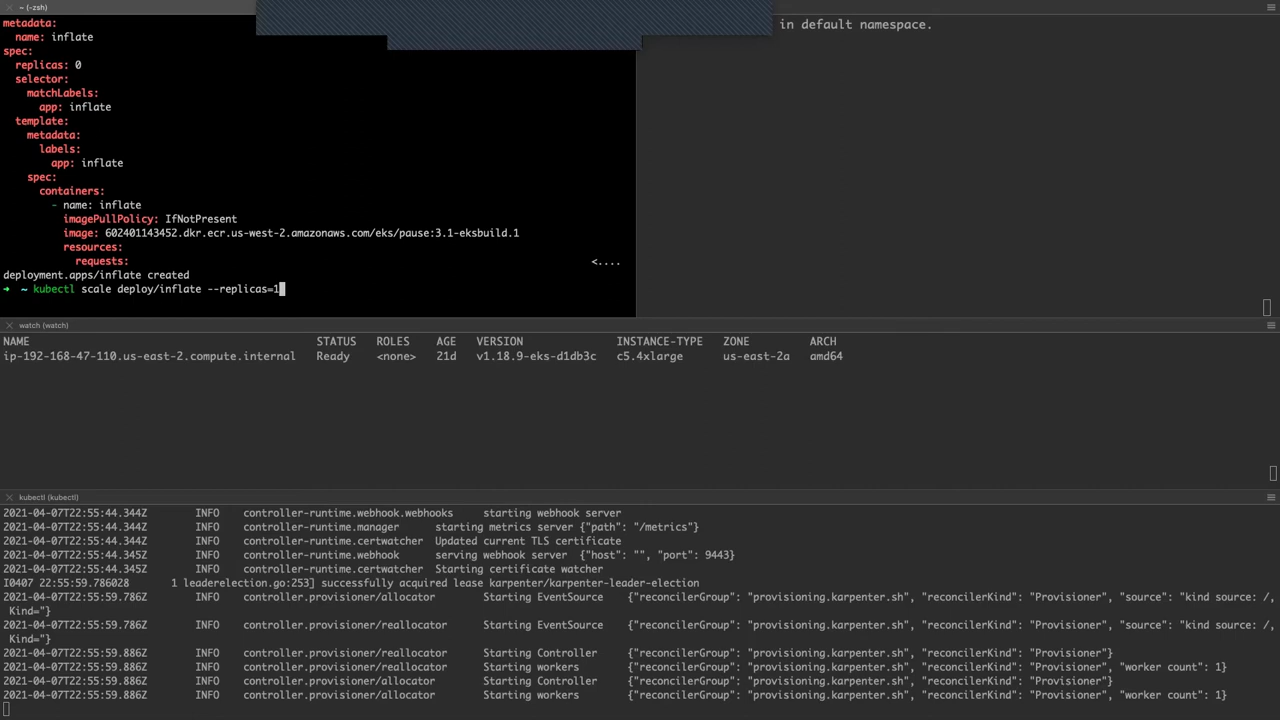 ~ (-zsh)
metadata:
name: inflate
spec:
replicas: 0
selector:
matchLabels:
app: inflate
template:
metadata:
labels:
app: inflate
spec:
containers:
- name: inflate
imagePullPolicy: IfNotPresent
image: 602401143452.dkr.ecr.us-west-2.amazonaws.com/eks/pause:3.1-eksbuild.1
resources:
requests: <....
deployment.apps/inflate created
➜ ~ kubectl scale deploy/inflate --replicas=1
in default namespace.
watch (watch)
NAME STATUS ROLES AGE VERSION INSTANCE-TYPE ZONE ARCH
ip-192-168-47-110.us-east-2.compute.internal Ready <none> 21d v1.18.9-eks-d1db3c c5.4xlarge us-east-2a amd64
kubectl (kubectl)
2021-04-07T22:55:44.344Z INFO controller-runtime.webhook.webhooks starting webhook server
2021-04-07T22:55:44.344Z INFO controller-runtime.manager starting metrics server {"path": "/metrics"}
2021-04-07T22:55:44.344Z INFO controller-runtime.certwatcher Updated current TLS certificate
2021-04-07T22:55:44.345Z INFO controller-runtime.webhook serving webhook server {"host": "", "port": 9443}
2021-04-07T22:55:44.345Z INFO controller-runtime.certwatcher Starting certificate watcher
I0407 22:55:59.786028 1 leaderelection.go:253] successfully acquired lease karpenter/karpenter-leader-election
2021-04-07T22:55:59.786Z INFO controller.provisioner/allocator Starting EventSource {"reconcilerGroup": "provisioning.karpenter.sh", "reconcilerKind": "Provisioner", "source": "kind source: /,
Kind="}
2021-04-07T22:55:59.786Z INFO controller.provisioner/reallocator Starting EventSource {"reconcilerGroup": "provisioning.karpenter.sh", "reconcilerKind": "Provisioner", "source": "kind source: /,
Kind="}
2021-04-07T22:55:59.886Z INFO controller.provisioner/reallocator Starting Controller {"reconcilerGroup": "provisioning.karpenter.sh", "reconcilerKind": "Provisioner"}
2021-04-07T22:55:59.886Z INFO controller.provisioner/reallocator Starting workers {"reconcilerGroup": "provisioning.karpenter.sh", "reconcilerKind": "Provisioner", "worker count": 1}
2021-04-07T22:55:59.886Z INFO controller.provisioner/allocator Starting Controller {"reconcilerGroup": "provisioning.karpenter.sh", "reconcilerKind": "Provisioner"}
2021-04-07T22:55:59.886Z INFO controller.provisioner/allocator Starting workers {"reconcilerGroup": "provisioning.karpenter.sh", "reconcilerKind": "Provisioner", "worker count": 1}